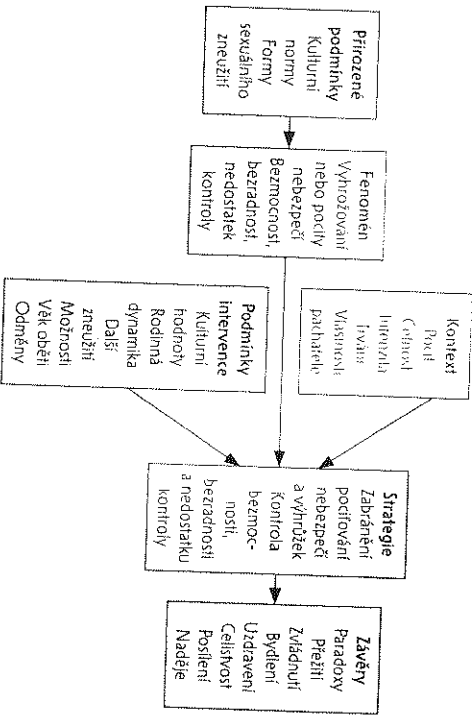 Přirozené
podmínky
Kulturní
normy
Formy
sexuálního
zneužití
Fenomén
Vyhrožování
nebo pocity
nebezpečí
Bezmocnost,
bezradnost,
nedostatek
kontroly
Kontext
Pocit
Četnost
Intenzita
Trvání
Vlastnosti
pachatele
Podmínky
intervence
Kulturní
hodnoty
Rodinná
dynamika
Další
zneužití
Možnosti
Věk oběti
Odměny
Strategie
Zabránění
pociťování
nebezpečí
a výhrůžek
Kontrola
bezmoc-
nosti,
bezradnosti
a nedostatku
kontroly
Závěry
Paradoxy
Přežití
Zvládnutí
Bydlení
Uzdravení
Celistvost
Posílení
Naděje